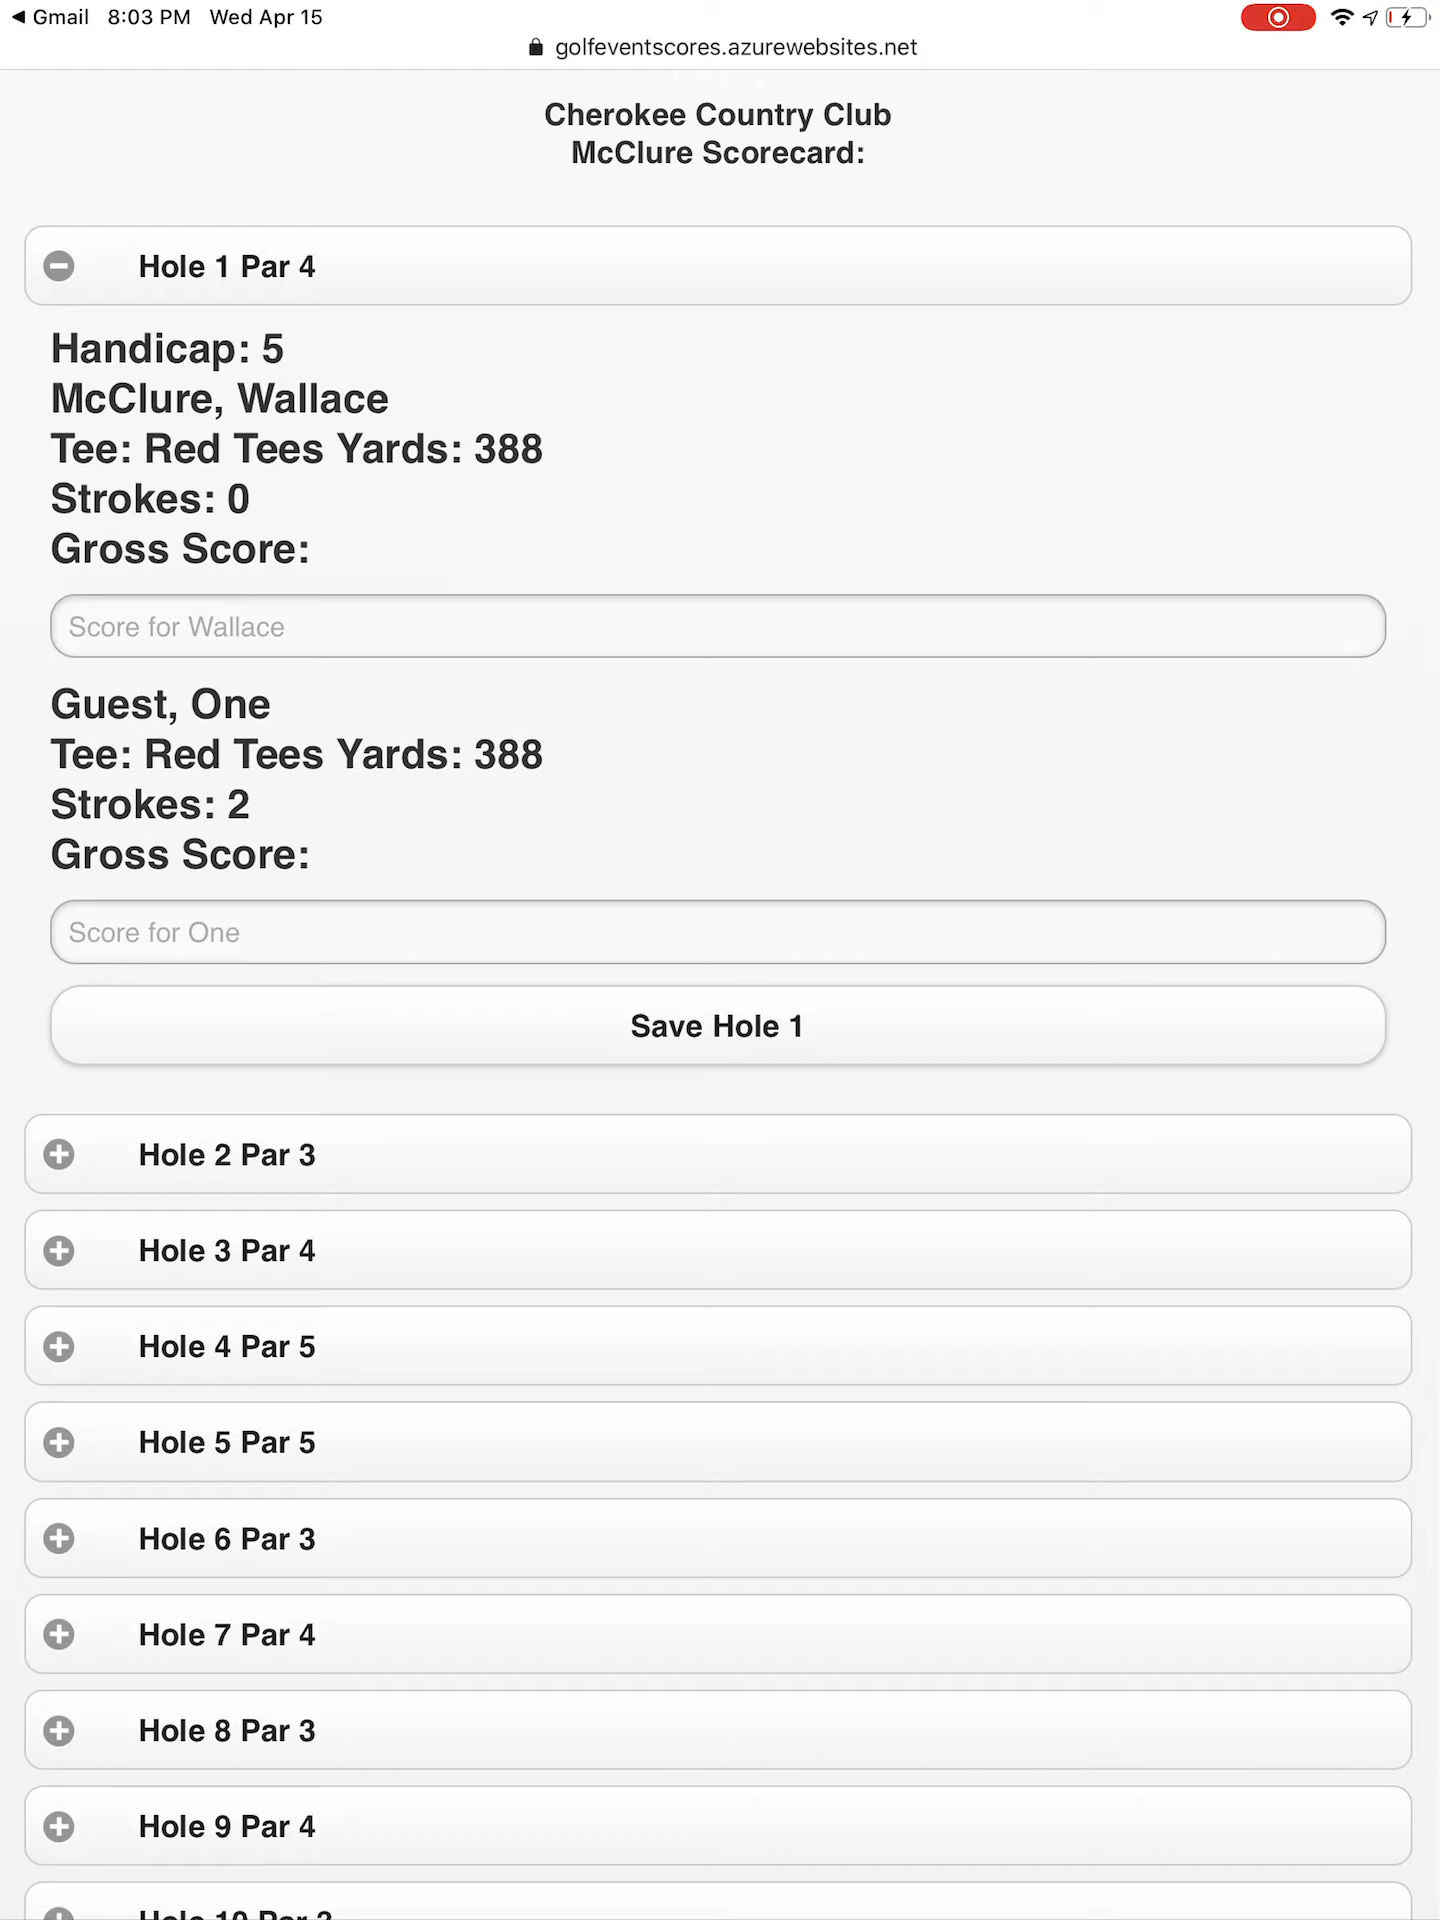 Gmail 8:03 PM Wed Apr 15
golfeventscores.azurewebsites.net
Cherokee Country Club
McClure Scorecard:
Hole 1 Par 4
Handicap: 5
McClure, Wallace
Tee: Red Tees Yards: 388
Strokes: 0
Gross Score:
Score for Wallace
Guest, One
Tee: Red Tees Yards: 388
Strokes: 2
Gross Score:
Score for One
Save Hole 1
Hole 2 Par 3
Hole 3 Par 4
Hole 4 Par 5
Hole 5 Par 5
Hole 6 Par 3
Hole 7 Par 4
Hole 8 Par 3
Hole 9 Par 4
Hole 10 Par